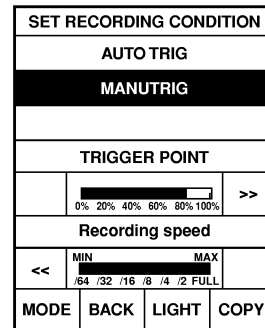 SET RECORDING CONDITION
AUTO TRIG
MANUTRIG
TRIGGER POINT
>>
0% 20% 40% 60% 80% 100%
Recording speed
MIN MAX
<<
/64 /32 /16 /8 /4 /2 FULL
MODE BACK LIGHT COPY